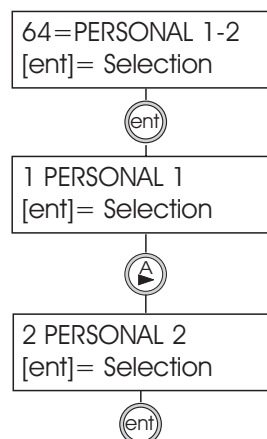 64=PERSONAL 1-2
[ent]= Selection
ent
1 PERSONAL 1
[ent]= Selection
A
2 PERSONAL 2
[ent]= Selection
ent